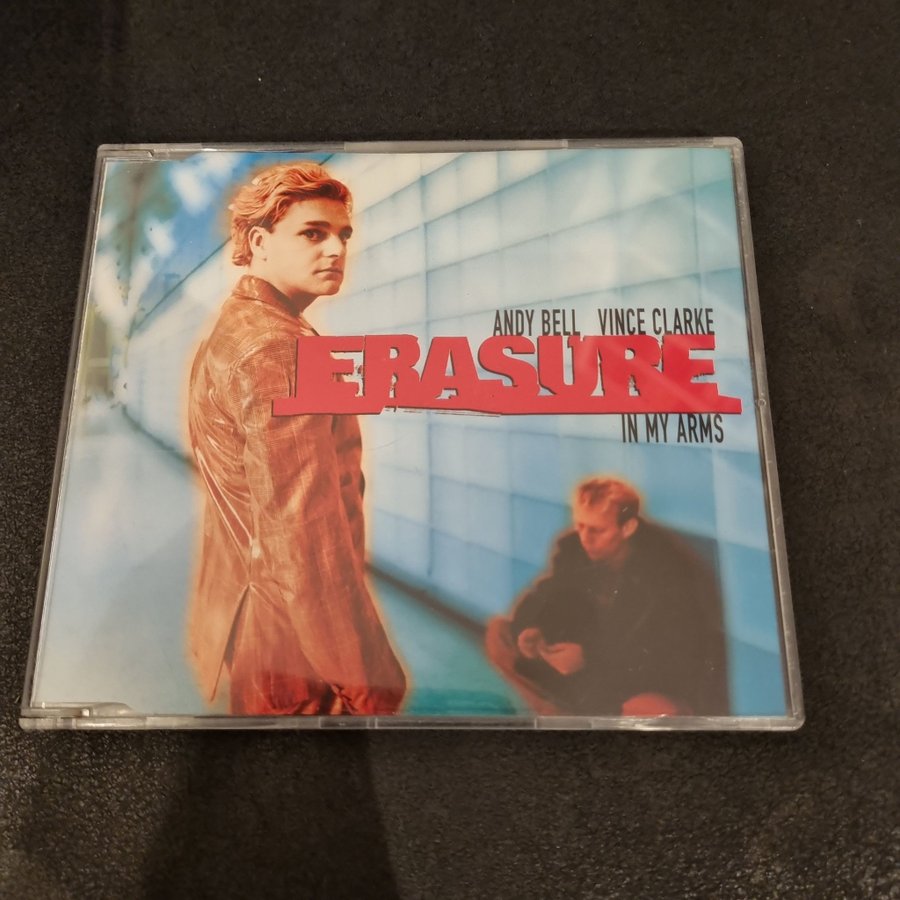 ANDY BELL VINCE CLARKE
ERASURE
IN MY ARMS